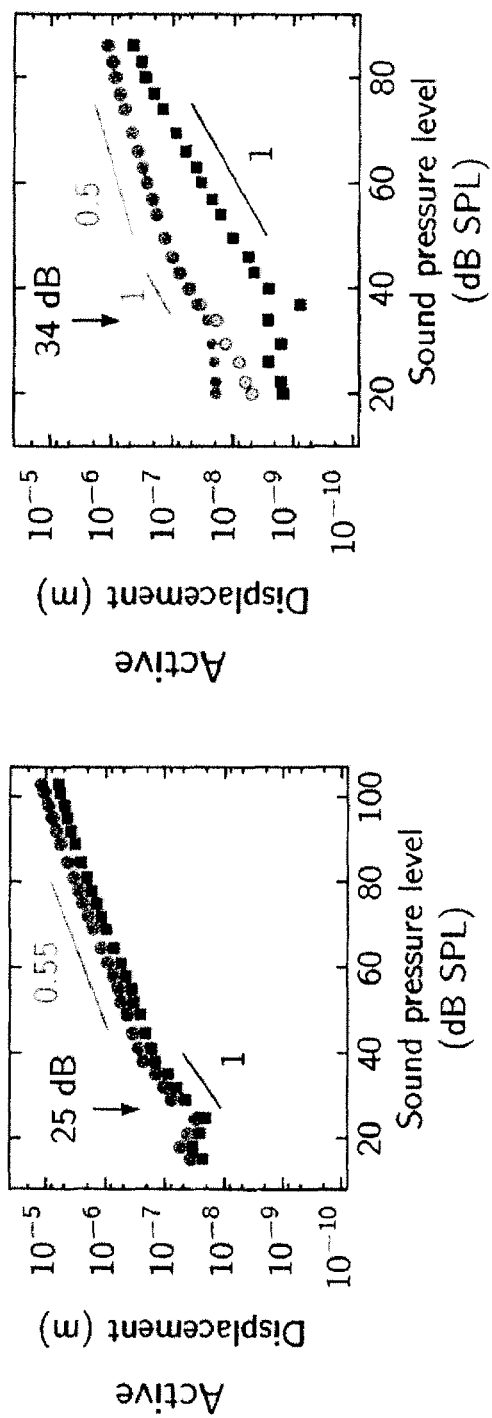 Active
Displacement (m)
10⁻⁵
10⁻⁶
10⁻⁷
10⁻⁸
10⁻⁹
10⁻¹⁰
25 dB
0.55
1
20 40 60 80 100
Sound pressure level
(dB SPL)
Active
Displacement (m)
10⁻⁵
10⁻⁶
10⁻⁷
10⁻⁸
10⁻⁹
10⁻¹⁰
34 dB
1
0.5
1
20 40 60 80
Sound pressure level
(dB SPL)